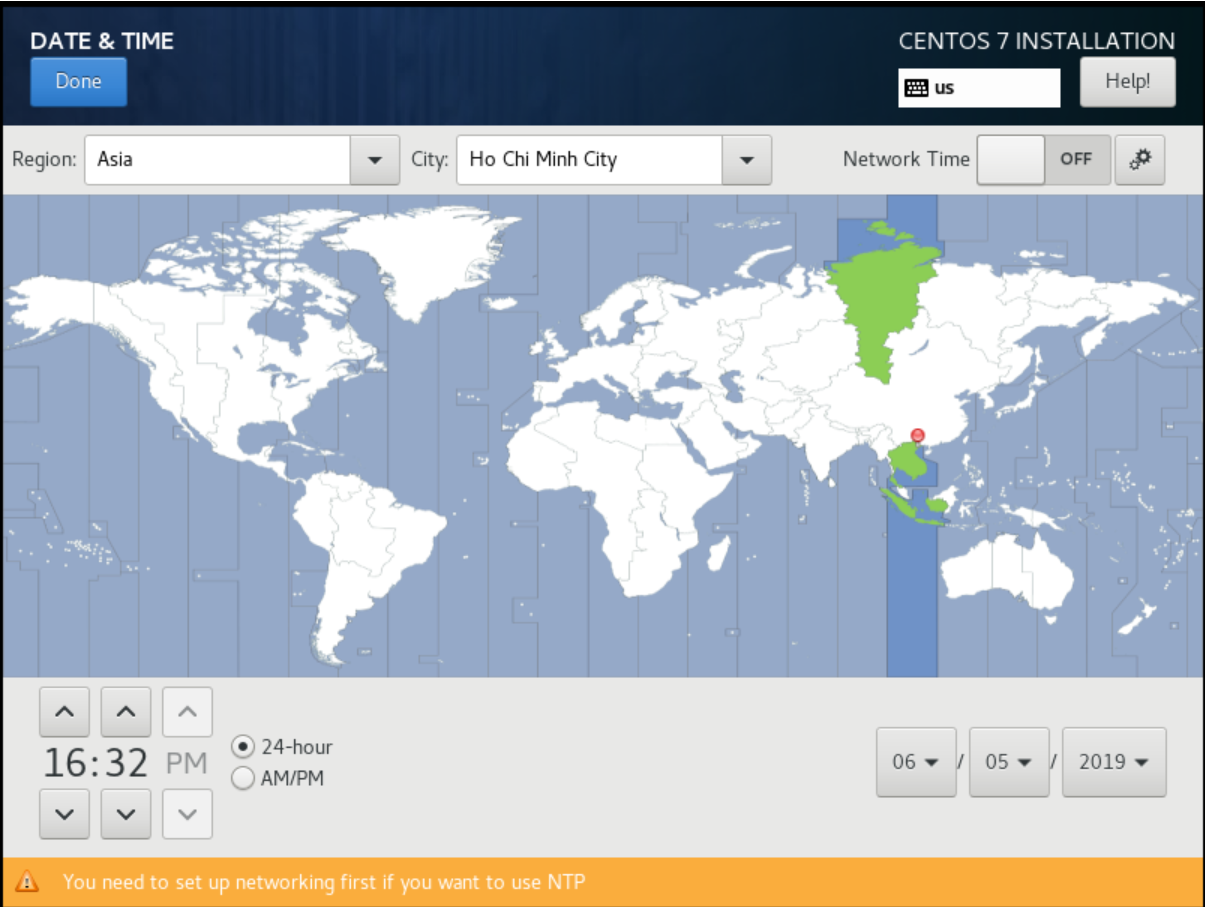 DATE & TIME
CENTOS 7 INSTALLATION
Done
us
Help!
Region: Asia City: Ho Chi Minh City Network Time OFF
16:32 PM
24-hour
AM/PM
06 / 05 / 2019
You need to set up networking first if you want to use NTP